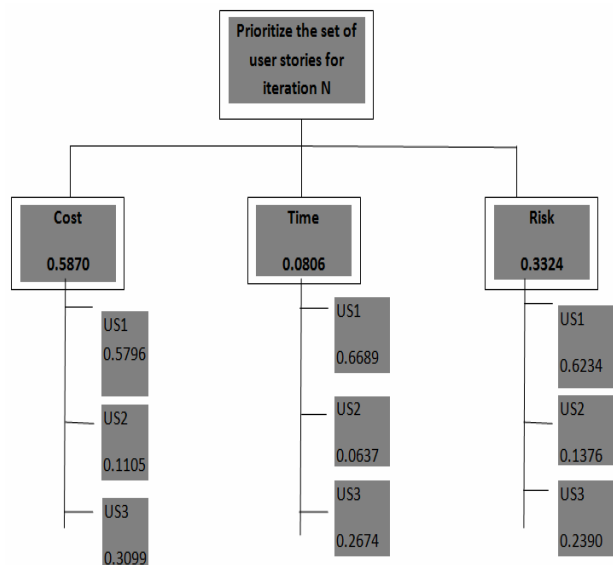 Prioritize the set of
user stories for
iteration N
Cost
0.5870
Time
0.0806
Risk
0.3324
US1
0.5796
US2
0.1105
US3
0.3099
US1
0.6689
US2
0.0637
US3
0.2674
US1
0.6234
US2
0.1376
US3
0.2390